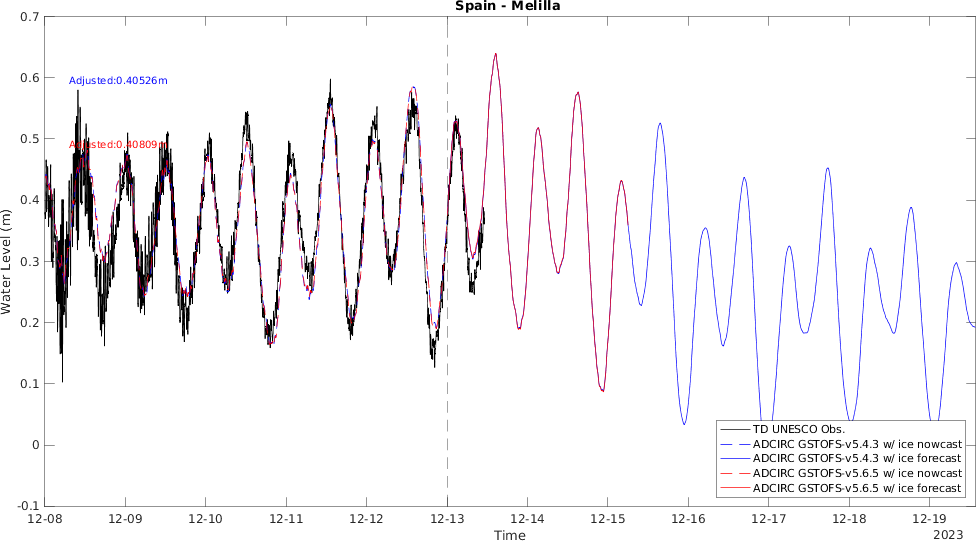 Spain - Melilla
0.7
0.6
0.5
0.4
0.3
0.2
0.1
0
-0.1
Water Level (m)
Adjusted:0.40526m
Adjusted:0.40809m
TD UNESCO Obs.
ADCIRC GSTOFS-v5.4.3 w/ ice nowcast
ADCIRC GSTOFS-v5.4.3 w/ ice forecast
ADCIRC GSTOFS-v5.6.5 w/ ice nowcast
ADCIRC GSTOFS-v5.6.5 w/ ice forecast
12-08 12-09 12-10 12-11 12-12 12-13 12-14 12-15 12-16 12-17 12-18 12-19
Time
2023